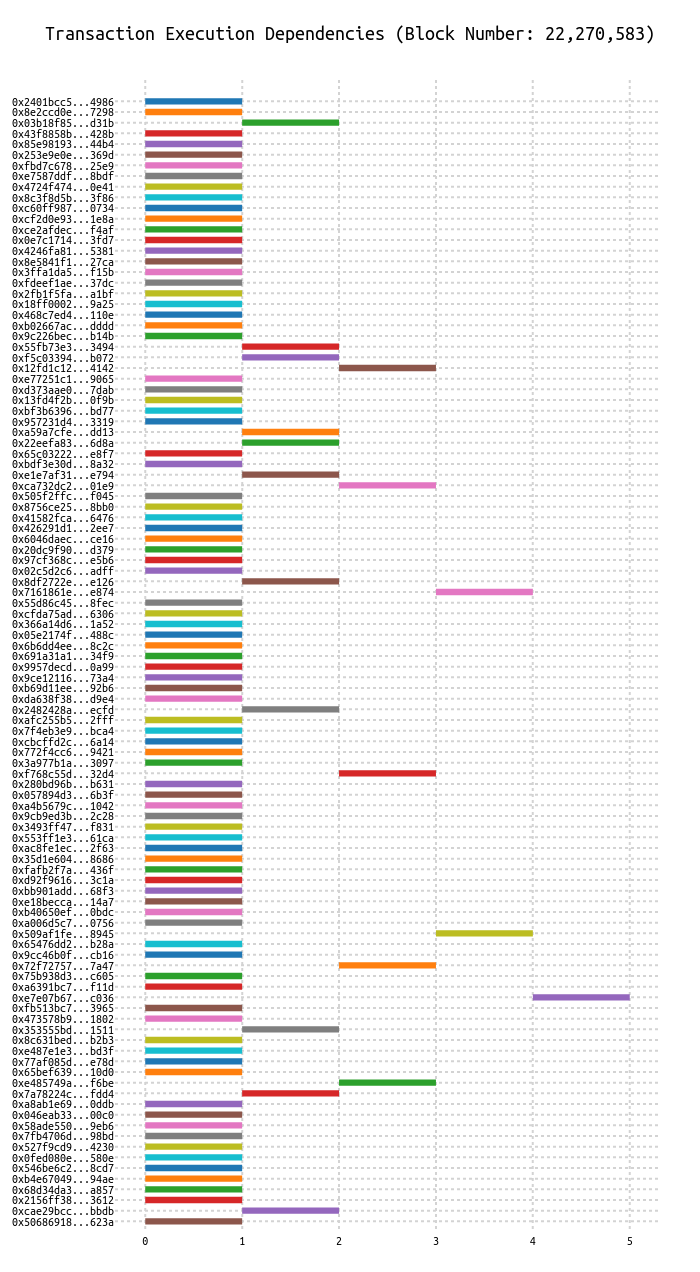 Transaction Execution Dependencies (Block Number: 22,270,583)
0x2401bcc5...4986
0x8e2ccd0e...7298
0x03b18f85...d31b
0x43f8858b...428b
0x85e98193...44b4
0x253e9e0e...369d
0xfbd7c678...25e9
0xe7587ddf...8bdf
0x4724f474...0e41
0x8c3f8d5b...3f86
0xc60ff987...0734
0xcf2d0e93...1e8a
0xce2afdec...f4af
0x0e7c1714...3fd7
0x4246fa81...5381
0x8e5841f1...27ca
0x3ffa1da5...f15b
0xfdeef1ae...37dc
0x2fb1f5fa...a1bf
0x18ff0002...9a25
0x468c7ed4...110e
0xb02667ac...dddd
0x9c226bec...b14b
0x55fb73e3...3494
0xf5c03394...b072
0x12fd1c12...4142
0xe77251c1...9065
0xd373aae0...7dab
0x13fd4f2b...0f9b
0xbf3b6396...bd77
0x957231d4...3319
0xa59a7cfe...dd13
0x22eefa83...6d8a
0x65c03222...e8f7
0xbdf3e30d...8a32
0xe1e7af31...e794
0xca732dc2...01e9
0x505f2ffc...f045
0x8756ce25...8bb0
0x41582fca...6476
0x426291d1...2ee7
0x6046daec...ce16
0x20dc9f90...d379
0x97cf368c...e5b6
0x02c5d2c6...adff
0x8df2722e...e126
0x7161861e...e874
0x55d86c45...8fec
0xcfda75ad...6306
0x366a14d6...1a52
0x05e2174f...488c
0x6b6dd4ee...8c2c
0x691a31a1...34f9
0x9957decd...0a99
0x9ce12116...73a4
0xb69d11ee...92b6
0xda638f38...d9e4
0x2482428a...ecfd
0xafc255b5...2fff
0x7f4eb3e9...bca4
0xcbcffd2c...6a14
0x772f4cc6...9421
0x3a977b1a...3097
0xf768c55d...32d4
0x280bd96b...b631
0x057894d3...6b3f
0xa4b5679c...1042
0x9cb9ed3b...2c28
0x3493ff47...f831
0x553ff1e3...61ca
0xac8fe1ec...2f63
0x35d1e604...8686
0xfafb2f7a...436f
0xd92f9616...3c1a
0xbb901add...68f3
0xe18becca...14a7
0xb40650ef...0bdc
0xa006d5c7...0756
0x509af1fe...8945
0x65476dd2...b28a
0x9cc46b0f...cb16
0x72f72757...7a47
0x75b938d3...c605
0xa6391bc7...f11d
0xe7e07b67...c036
0xfb513bc7...3965
0x473578b9...1802
0x353555bd...1511
0x8c631bed...b2b3
0xe487e1e3...bd3f
0x77af085d...e78d
0x65bef639...10d0
0xe485749a...f6be
0x7a78224c...fdd4
0xa8ab1e69...0ddb
0x046eab33...00c0
0x58ade550...9eb6
0x7fb4706d...98bd
0x527f9cd9...4230
0x0fed080e...580e
0x546be6c2...8cd7
0xb4e67049...94ae
0x68d34da3...a857
0x2156ff38...3612
0xcae29bcc...bbdb
0x50686918...623a
0 1 2 3 4 5